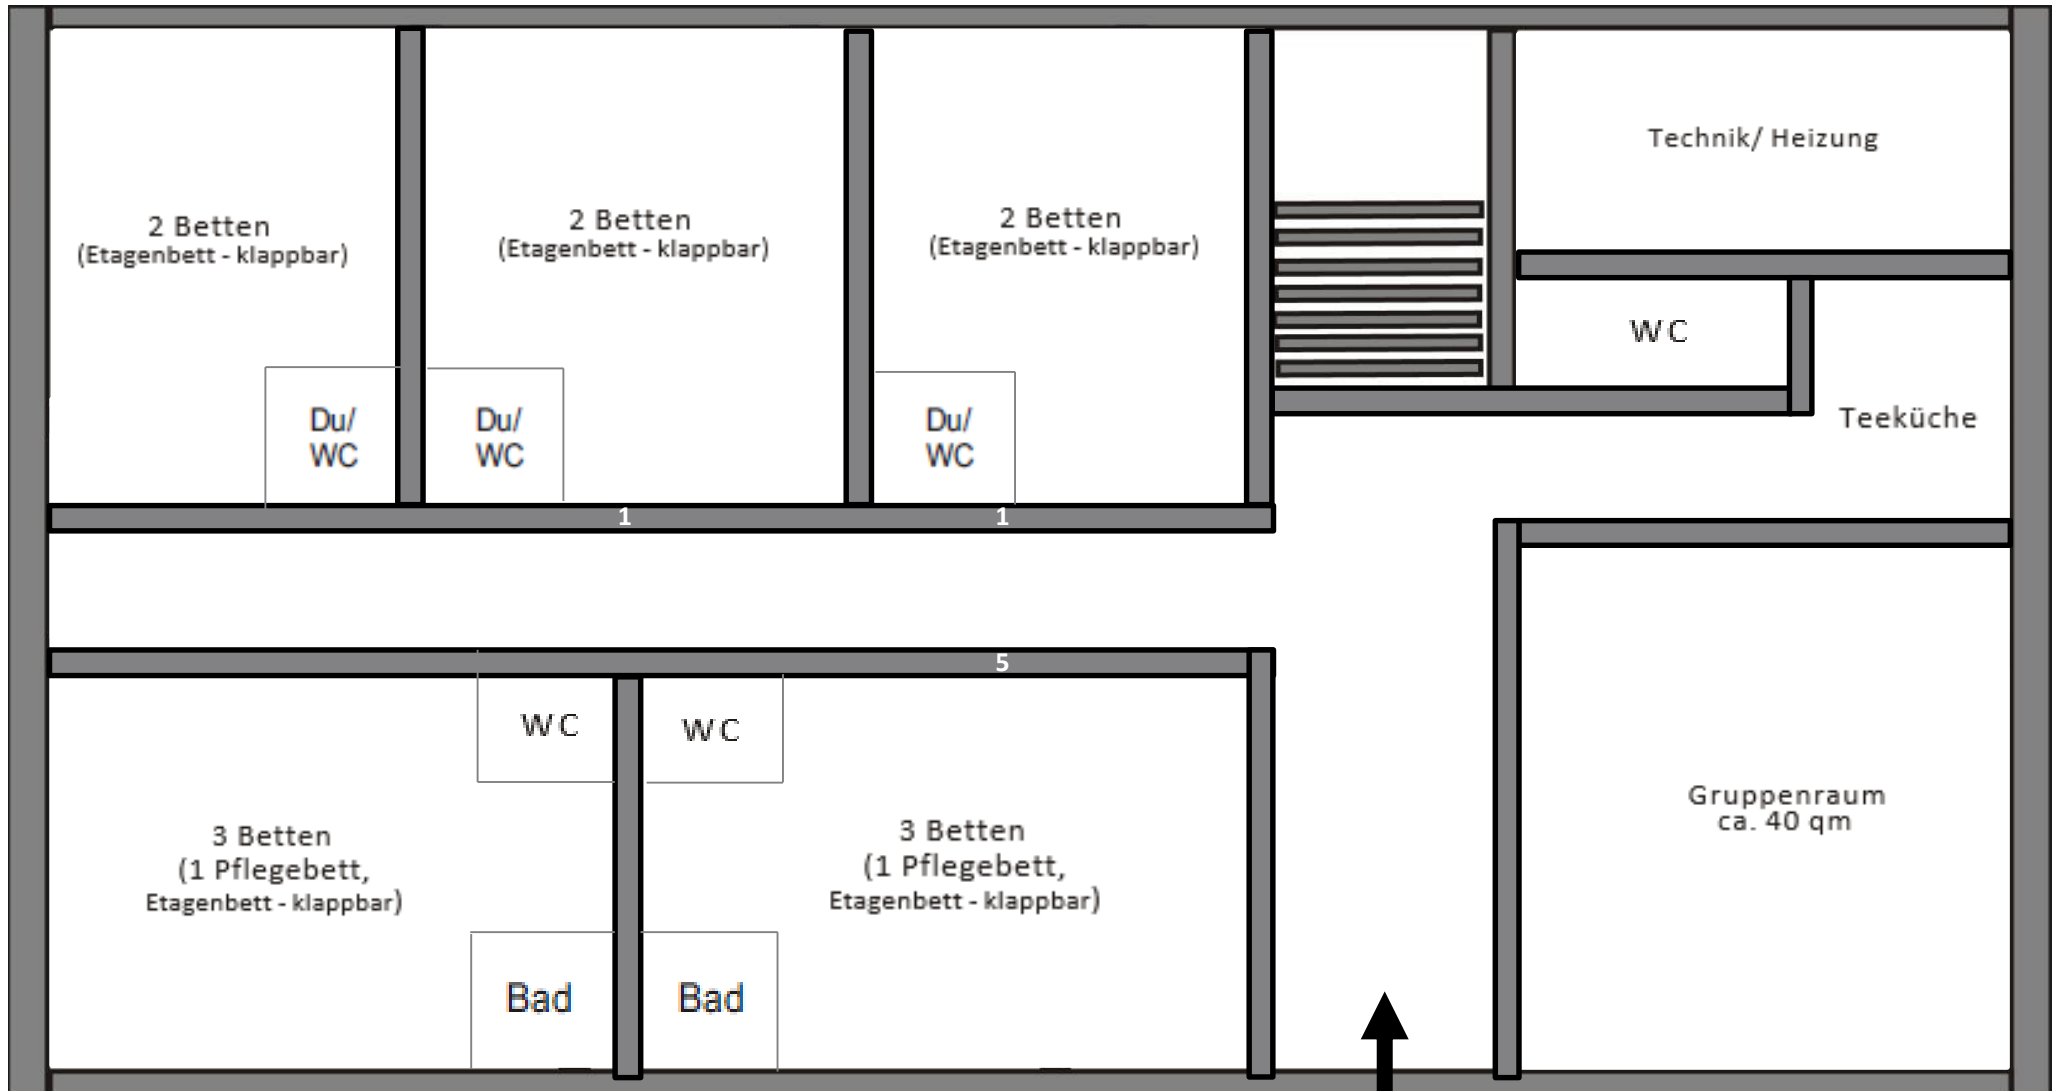 Technik/ Heizung
2 Betten
(Etagenbett - klappbar)
2 Betten
(Etagenbett - klappbar)
2 Betten
(Etagenbett - klappbar)
WC
Teeküche
Du/
WC
Du/
WC
Du/
WC
1
1
5
WC
WC
Gruppenraum
ca. 40 qm
3 Betten
(1 Pflegebett,
Etagenbett - klappbar)
3 Betten
(1 Pflegebett,
Etagenbett - klappbar)
Bad
Bad